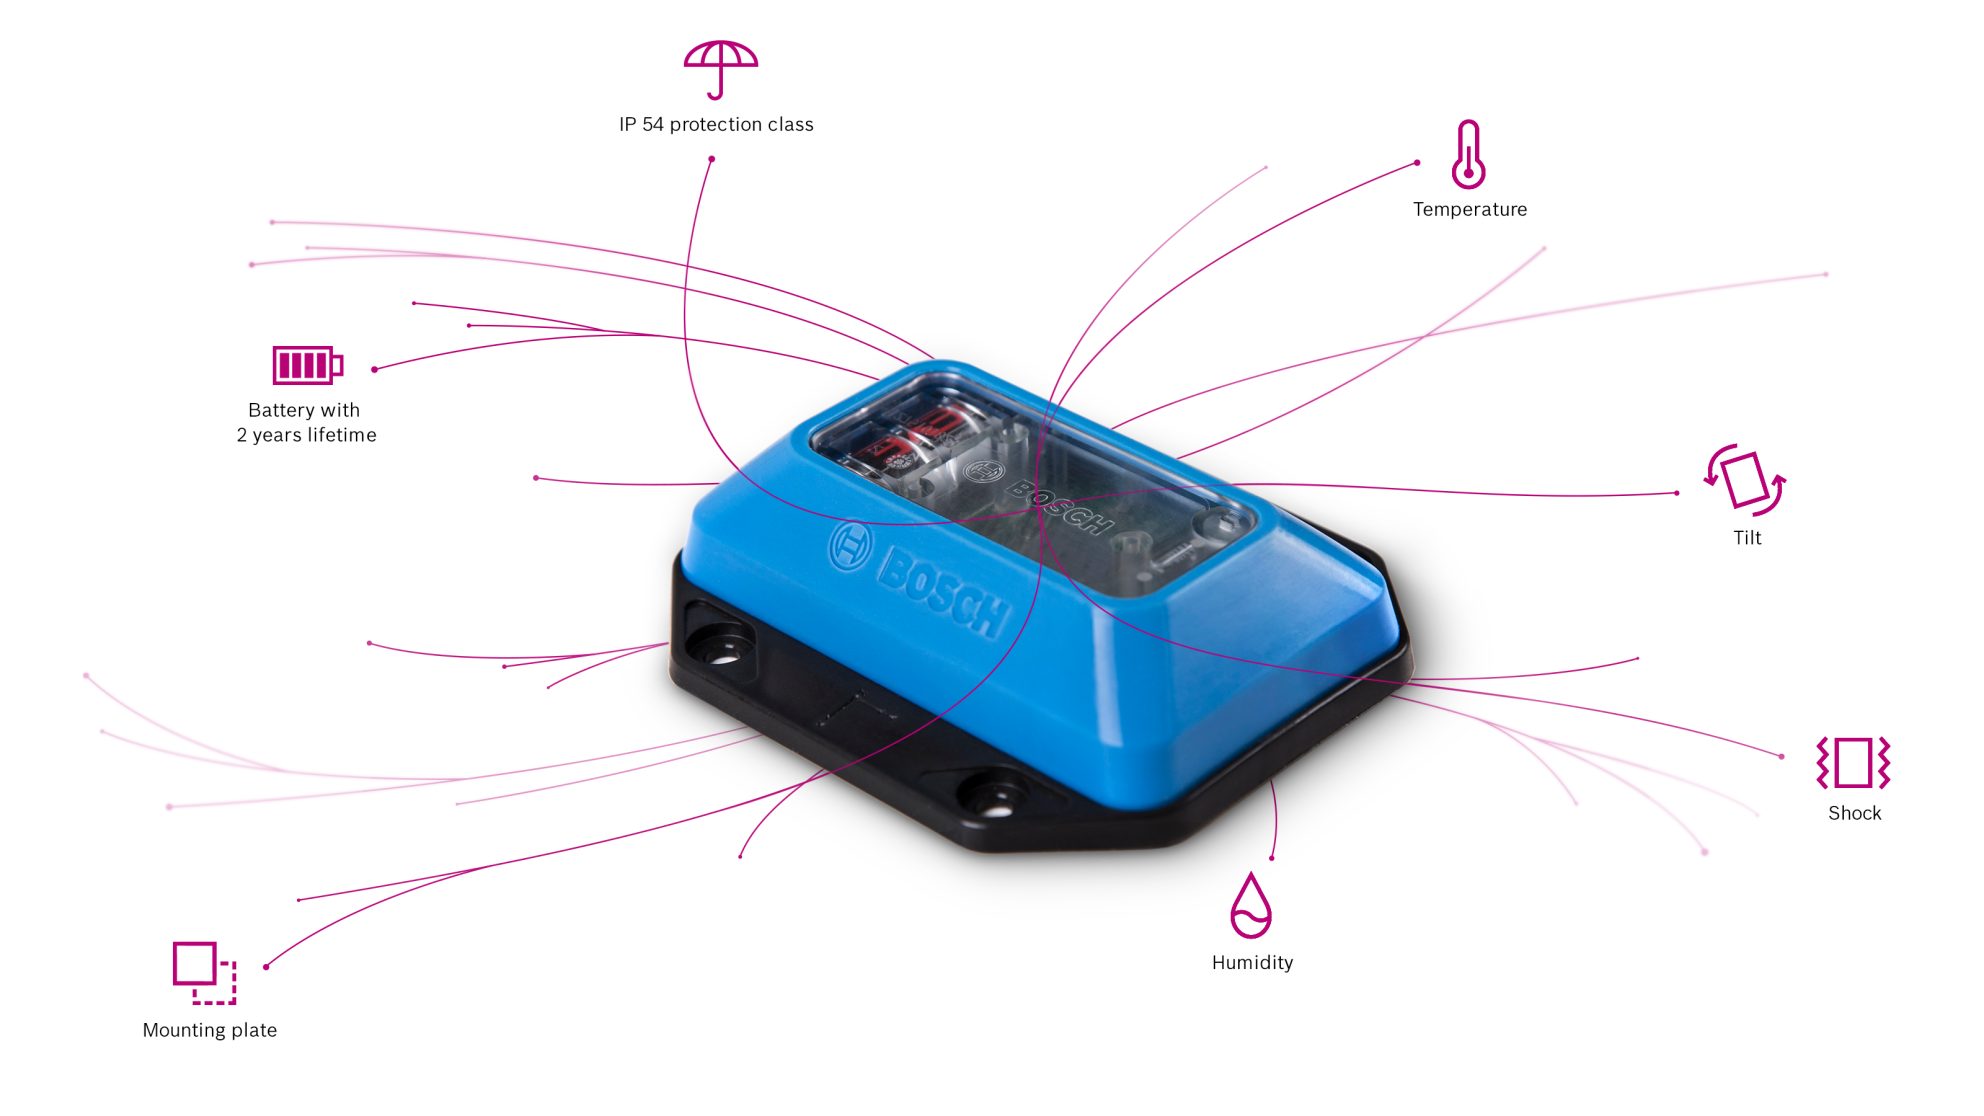 IP 54 protection class
Temperature
Battery with
2 years lifetime
BOSCH
BOSCH
Tilt
Shock
Humidity
Mounting plate